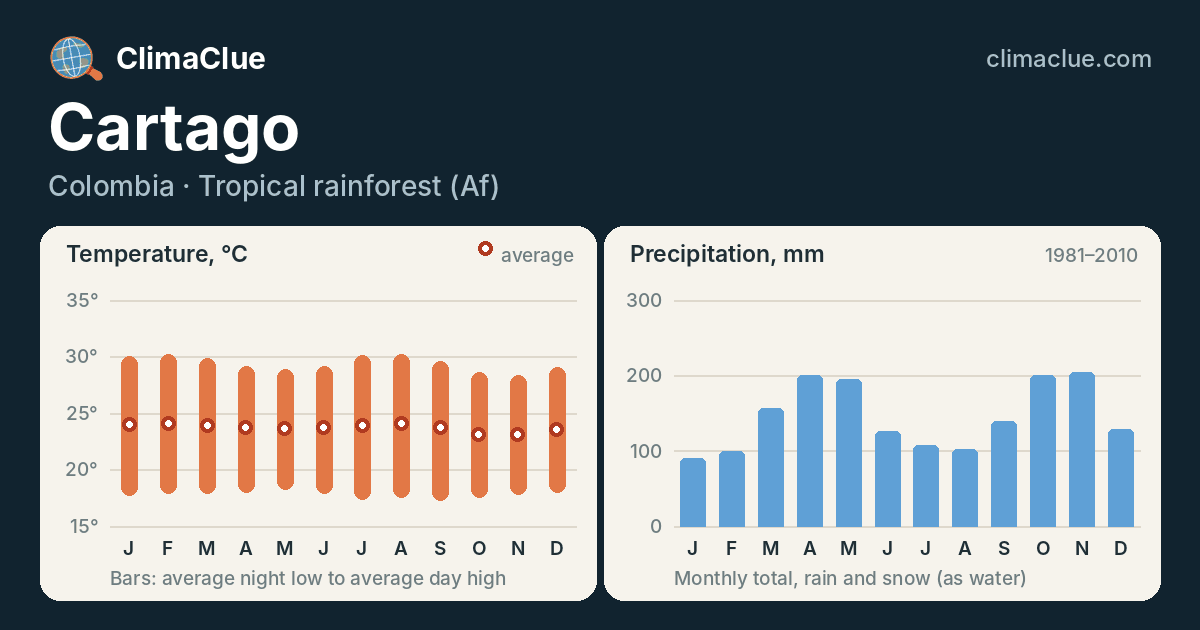 ClimaClue
climaclue.com
Cartago
Colombia · Tropical rainforest (Af)
Temperature, °C
average
35°
30°
25°
20°
15°
J F M A M J J A S O N D
Bars: average night low to average day high
Precipitation, mm
1981–2010
300
200
100
0
J F M A M J J A S O N D
Monthly total, rain and snow (as water)